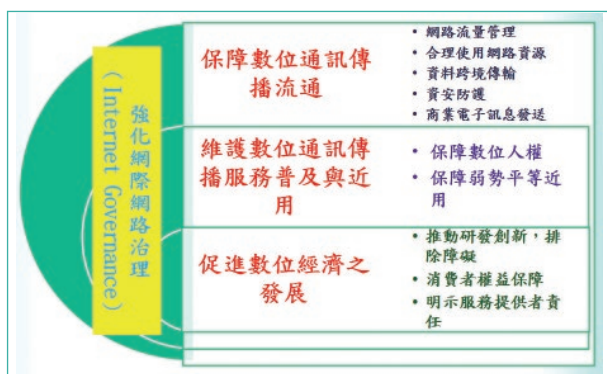 強化網際網路治理
（Internet Governance）
保障數位通訊傳
播流通
• 網路流量管理
• 合理使用網路資源
• 資料跨境傳輸
• 資安防護
• 商業電子訊息發送
維護數位通訊傳
播服務普及與近
用
• 保障數位人權
• 保障弱勢平等近
用
促進數位經濟之
發展
• 推動研發創新，排
除障礙
• 消費者權益保障
• 明示服務提供者責
任